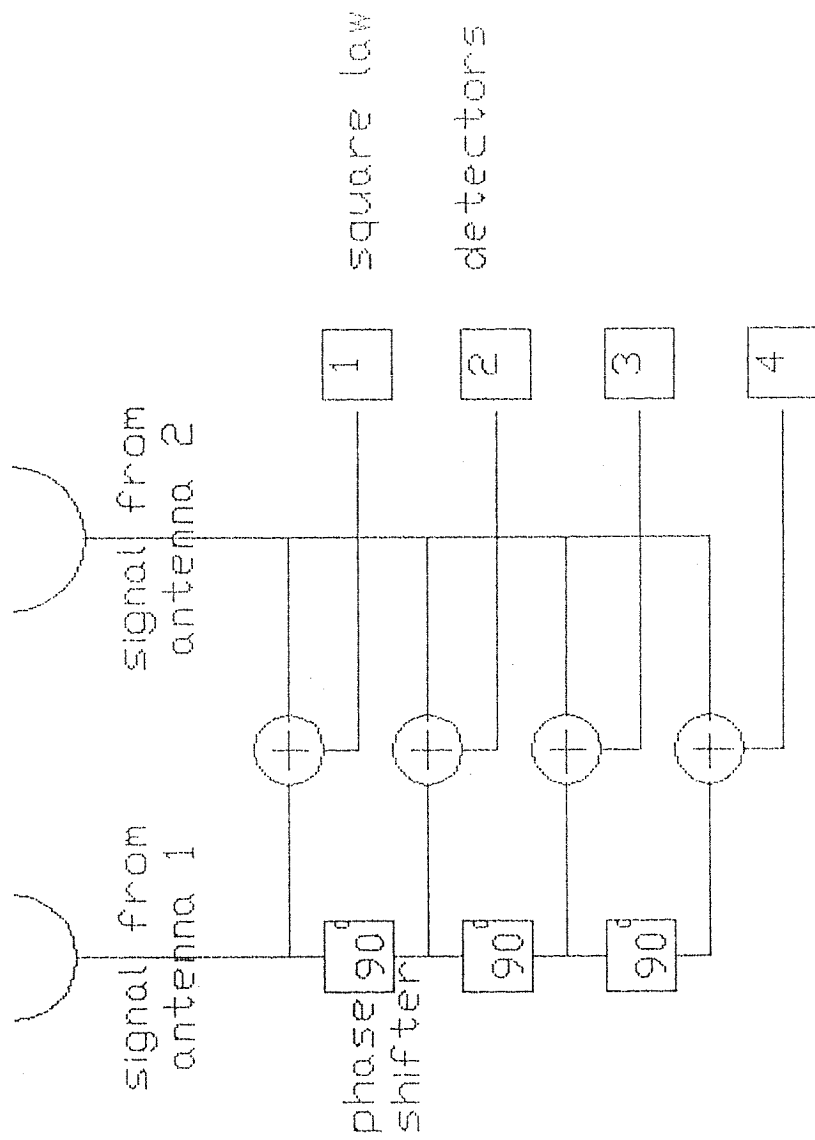 signal from
antenna 1
signal from
antenna 2
phase
shifter
90°
90°
90°
1
2
3
4
square law
detectors